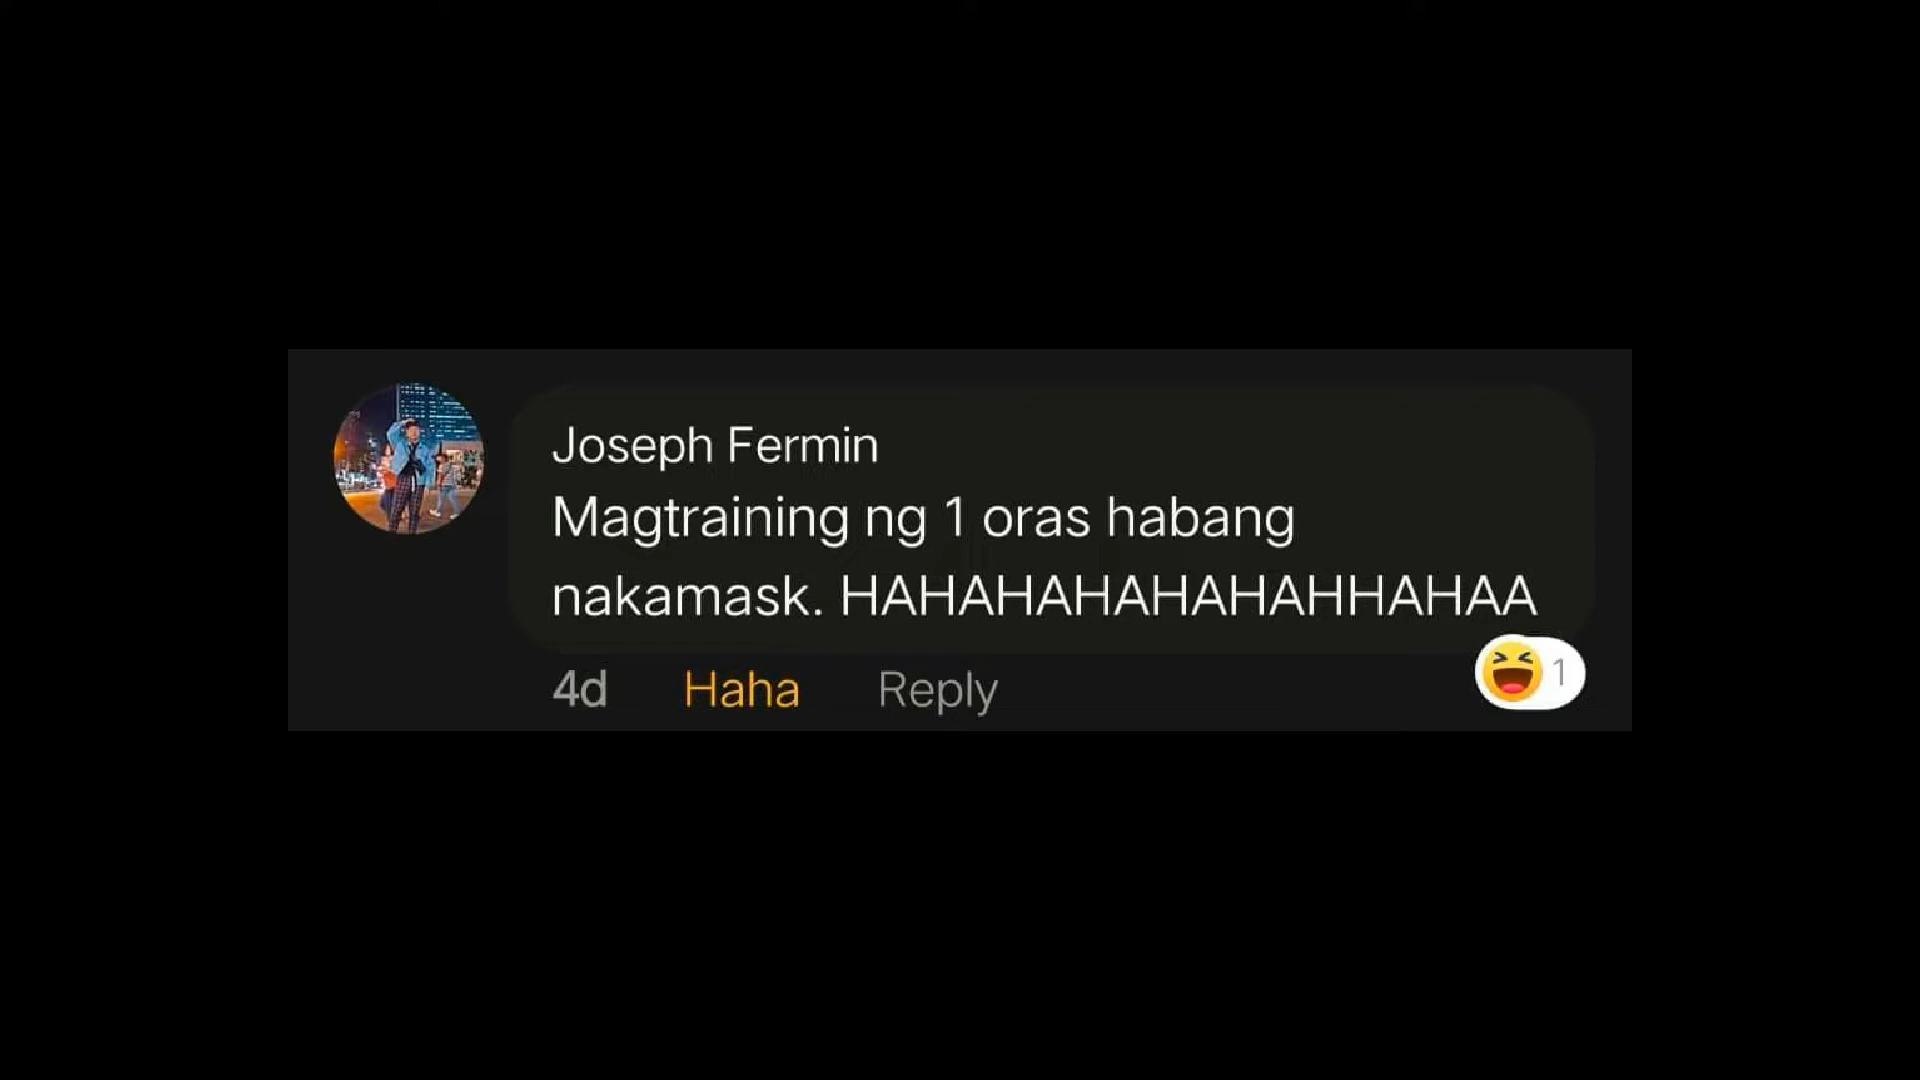 Joseph Fermin
Magtraining ng 1 oras habang
nakamask. HAHAHAHAHAHAHHAHAA
4d Haha Reply
1